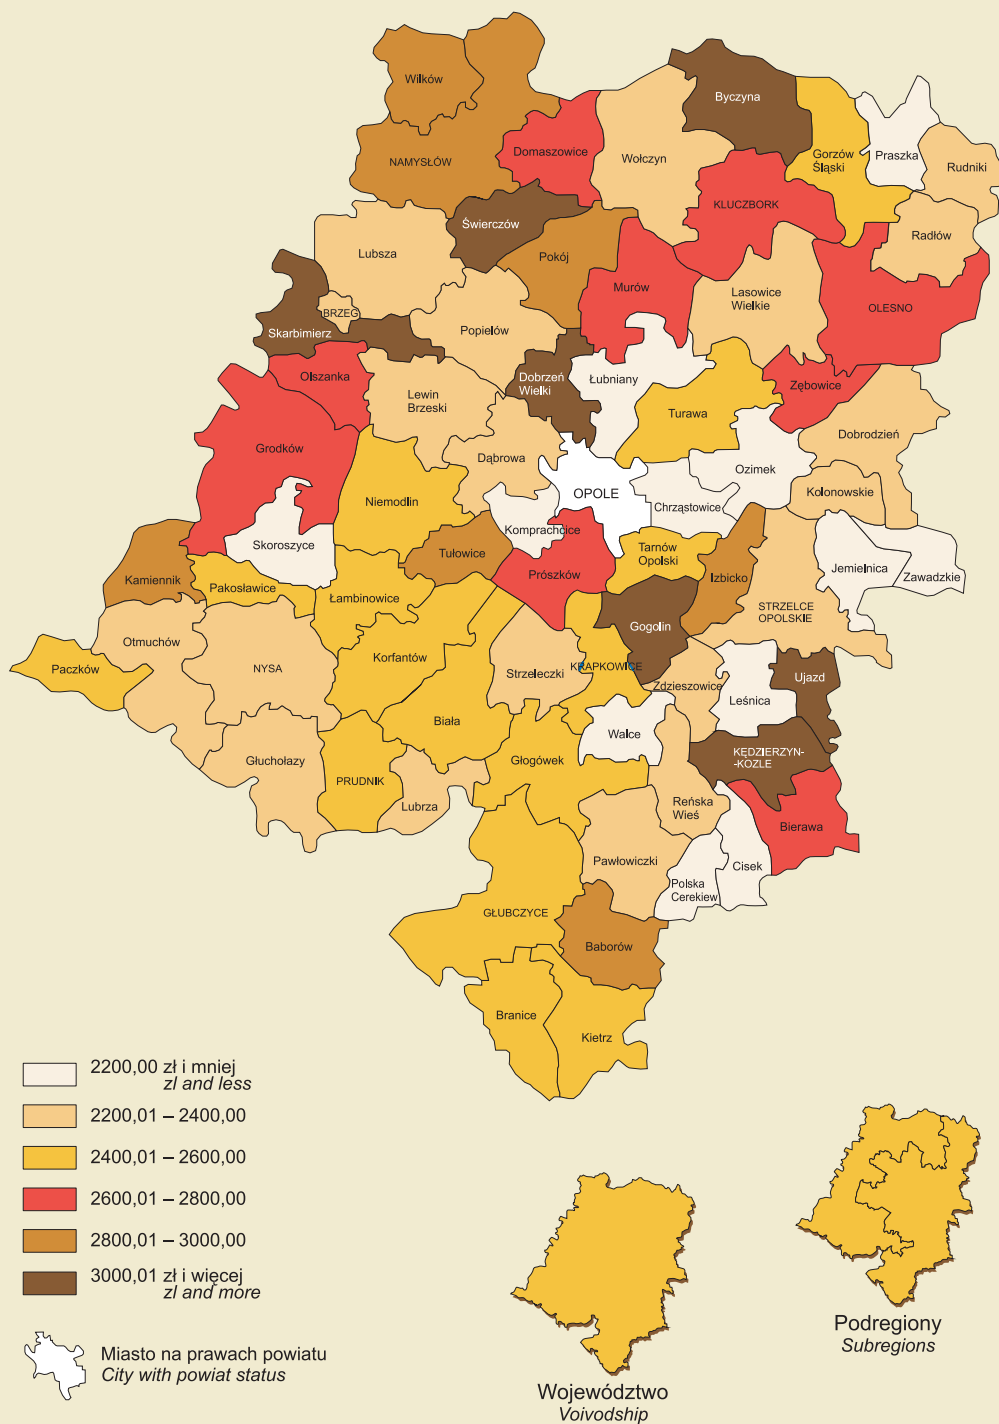 Wilków
Byczyna
NAMYSŁÓW
Domaszowice
Wołczyn
Gorzów
Śląski
Praszka
Rudniki
KLUCZBORK
Świerczów
Radłów
Lubsza
Pokój
Murów
Lasowice
Wielkie
OLESNO
BRZEG
Skarbimierz
Popielów
Olszanka
Dobrzeń
Wielki
Łubniany
Zębowice
Lewin
Brzeski
Turawa
Dobrodzień
Grodków
Dąbrowa
Ozimek
OPOLE
Kolonowskie
Niemodlin
Chrząstowice
Komprachcice
Skoroszyce
Tułowice
Tarnów
Opolski
Kamiennik
Pakosławice
Prószków
Izbicko
Jemielnica
Zawadzkie
Łambinowice
STRZELCE
OPOLSKIE
Otmuchów
Gogolin
Paczków
NYSA
Korfantów
Strzeleczki
KRAPKOWICE
Ujazd
Zdzieszowice
Leśnica
Biała
Walce
KĘDZIERZYN-
-KOZLE
Głuchołazy
PRUDNIK
Głogówek
Lubrza
Reńska
Wieś
Bierawa
Pawłowiczki
Cisek
Polska
Cerekiew
GŁUBCZYCE
Baborów
Branice
Kietrz
2200,00 zł i mniej
zl and less
2200,01 – 2400,00
2400,01 – 2600,00
2600,01 – 2800,00
2800,01 – 3000,00
3000,01 zł i więcej
zl and more
Miasto na prawach powiatu
City with powiat status
Województwo
Voivodship
Podregiony
Subregions